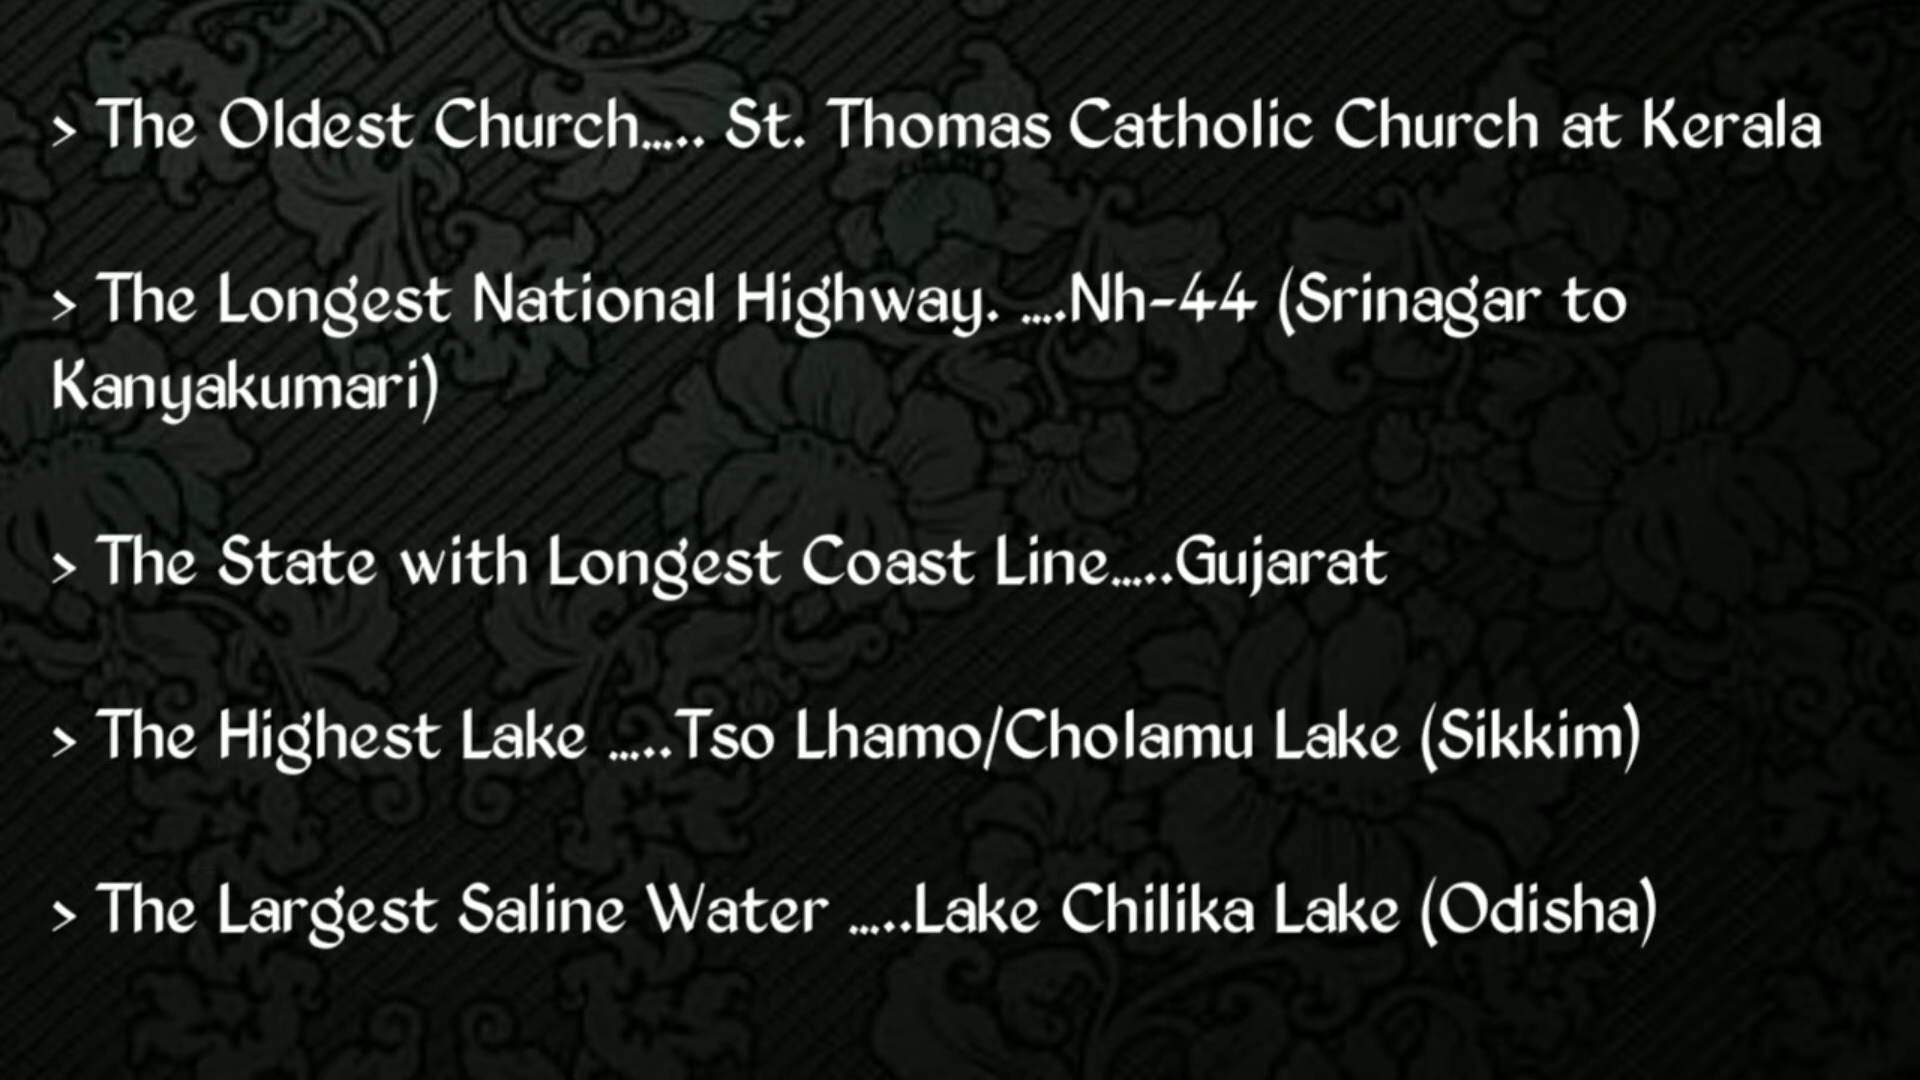 > The Oldest Church..... St. Thomas Catholic Church at Kerala
> The Longest National Highway. ....Nh-44 (Srinagar to
Kanyakumari)
> The State with Longest Coast Line.....Gujarat
> The Highest Lake .....Tso Lhamo/Cholamu Lake (Sikkim)
> The Largest Saline Water .....Lake Chilika Lake (Odisha)